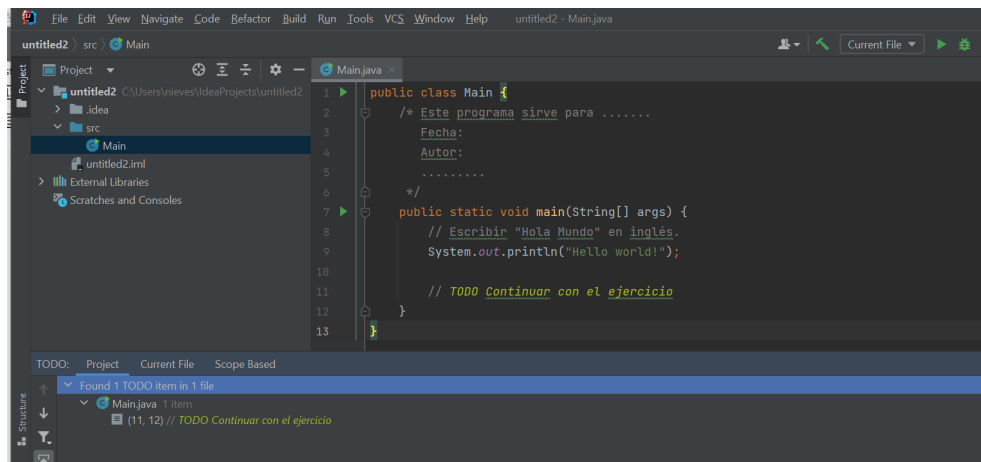 File Edit View Navigate Code Refactor Build Run Tools VCS Window Help untitled2 - Main.java
untitled2 src Main Current File
Project Project Main.java
untitled2 C:\Users\nieves\IdeaProjects\untitled2
.idea
src
Main
untitled2.iml
External Libraries
Scratches and Consoles
1 public class Main {
2 /* Este programa sirve para .......
3 Fecha:
4 Autor:
5 .........
6 */
7 public static void main(String[] args) {
8 // Escribir "Hola Mundo" en inglés.
9 System.out.println("Hello world!");
10
11 // TODO Continuar con el ejercicio
12 }
13 }
TODO: Project Current File Scope Based
Found 1 TODO item in 1 file
Main.java 1 item
(11, 12) // TODO Continuar con el ejercicio
Structure